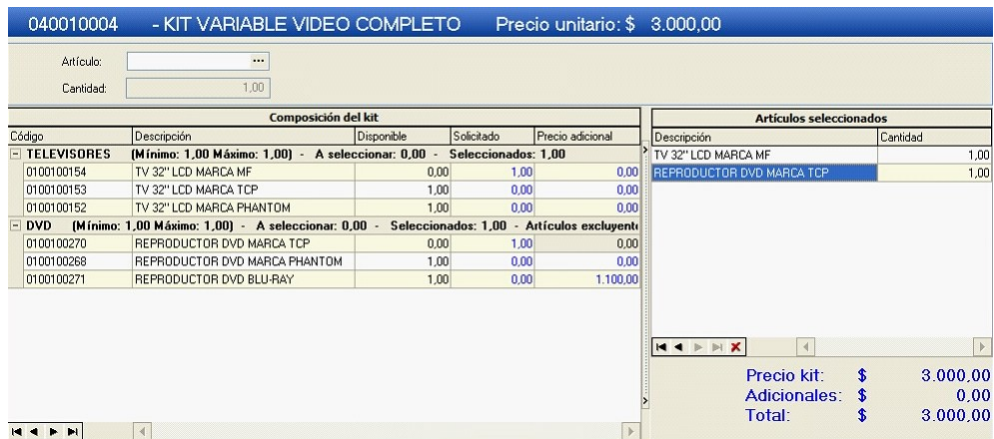 040010004 - KIT VARIABLE VIDEO COMPLETO Precio unitario: $ 3.000,00
Artículo: ...
Cantidad: 1,00
Composición del kit
Código Descripción Disponible Solicitado Precio adicional
TELEVISORES (Mínimo: 1,00 Máximo: 1,00) - A seleccionar: 0,00 - Seleccionados: 1,00
0100100154 TV 32" LCD MARCA MF 0,00 1,00 0,00
0100100153 TV 32" LCD MARCA TCP 1,00 0,00 0,00
0100100152 TV 32" LCD MARCA PHANTOM 1,00 0,00 0,00
DVD (Mínimo: 1,00 Máximo: 1,00) - A seleccionar: 0,00 - Seleccionados: 1,00 - Artículos excluyent
0100100270 REPRODUCTOR DVD MARCA TCP 0,00 1,00 0,00
0100100268 REPRODUCTOR DVD MARCA PHANTOM 1,00 0,00 0,00
0100100271 REPRODUCTOR DVD BLU-RAY 1,00 0,00 1.100,00
Artículos seleccionados
Descripción Cantidad
TV 32" LCD MARCA MF 1,00
REPRODUCTOR DVD MARCA TCP 1,00
Precio kit: $ 3.000,00
Adicionales: $ 0,00
Total: $ 3.000,00